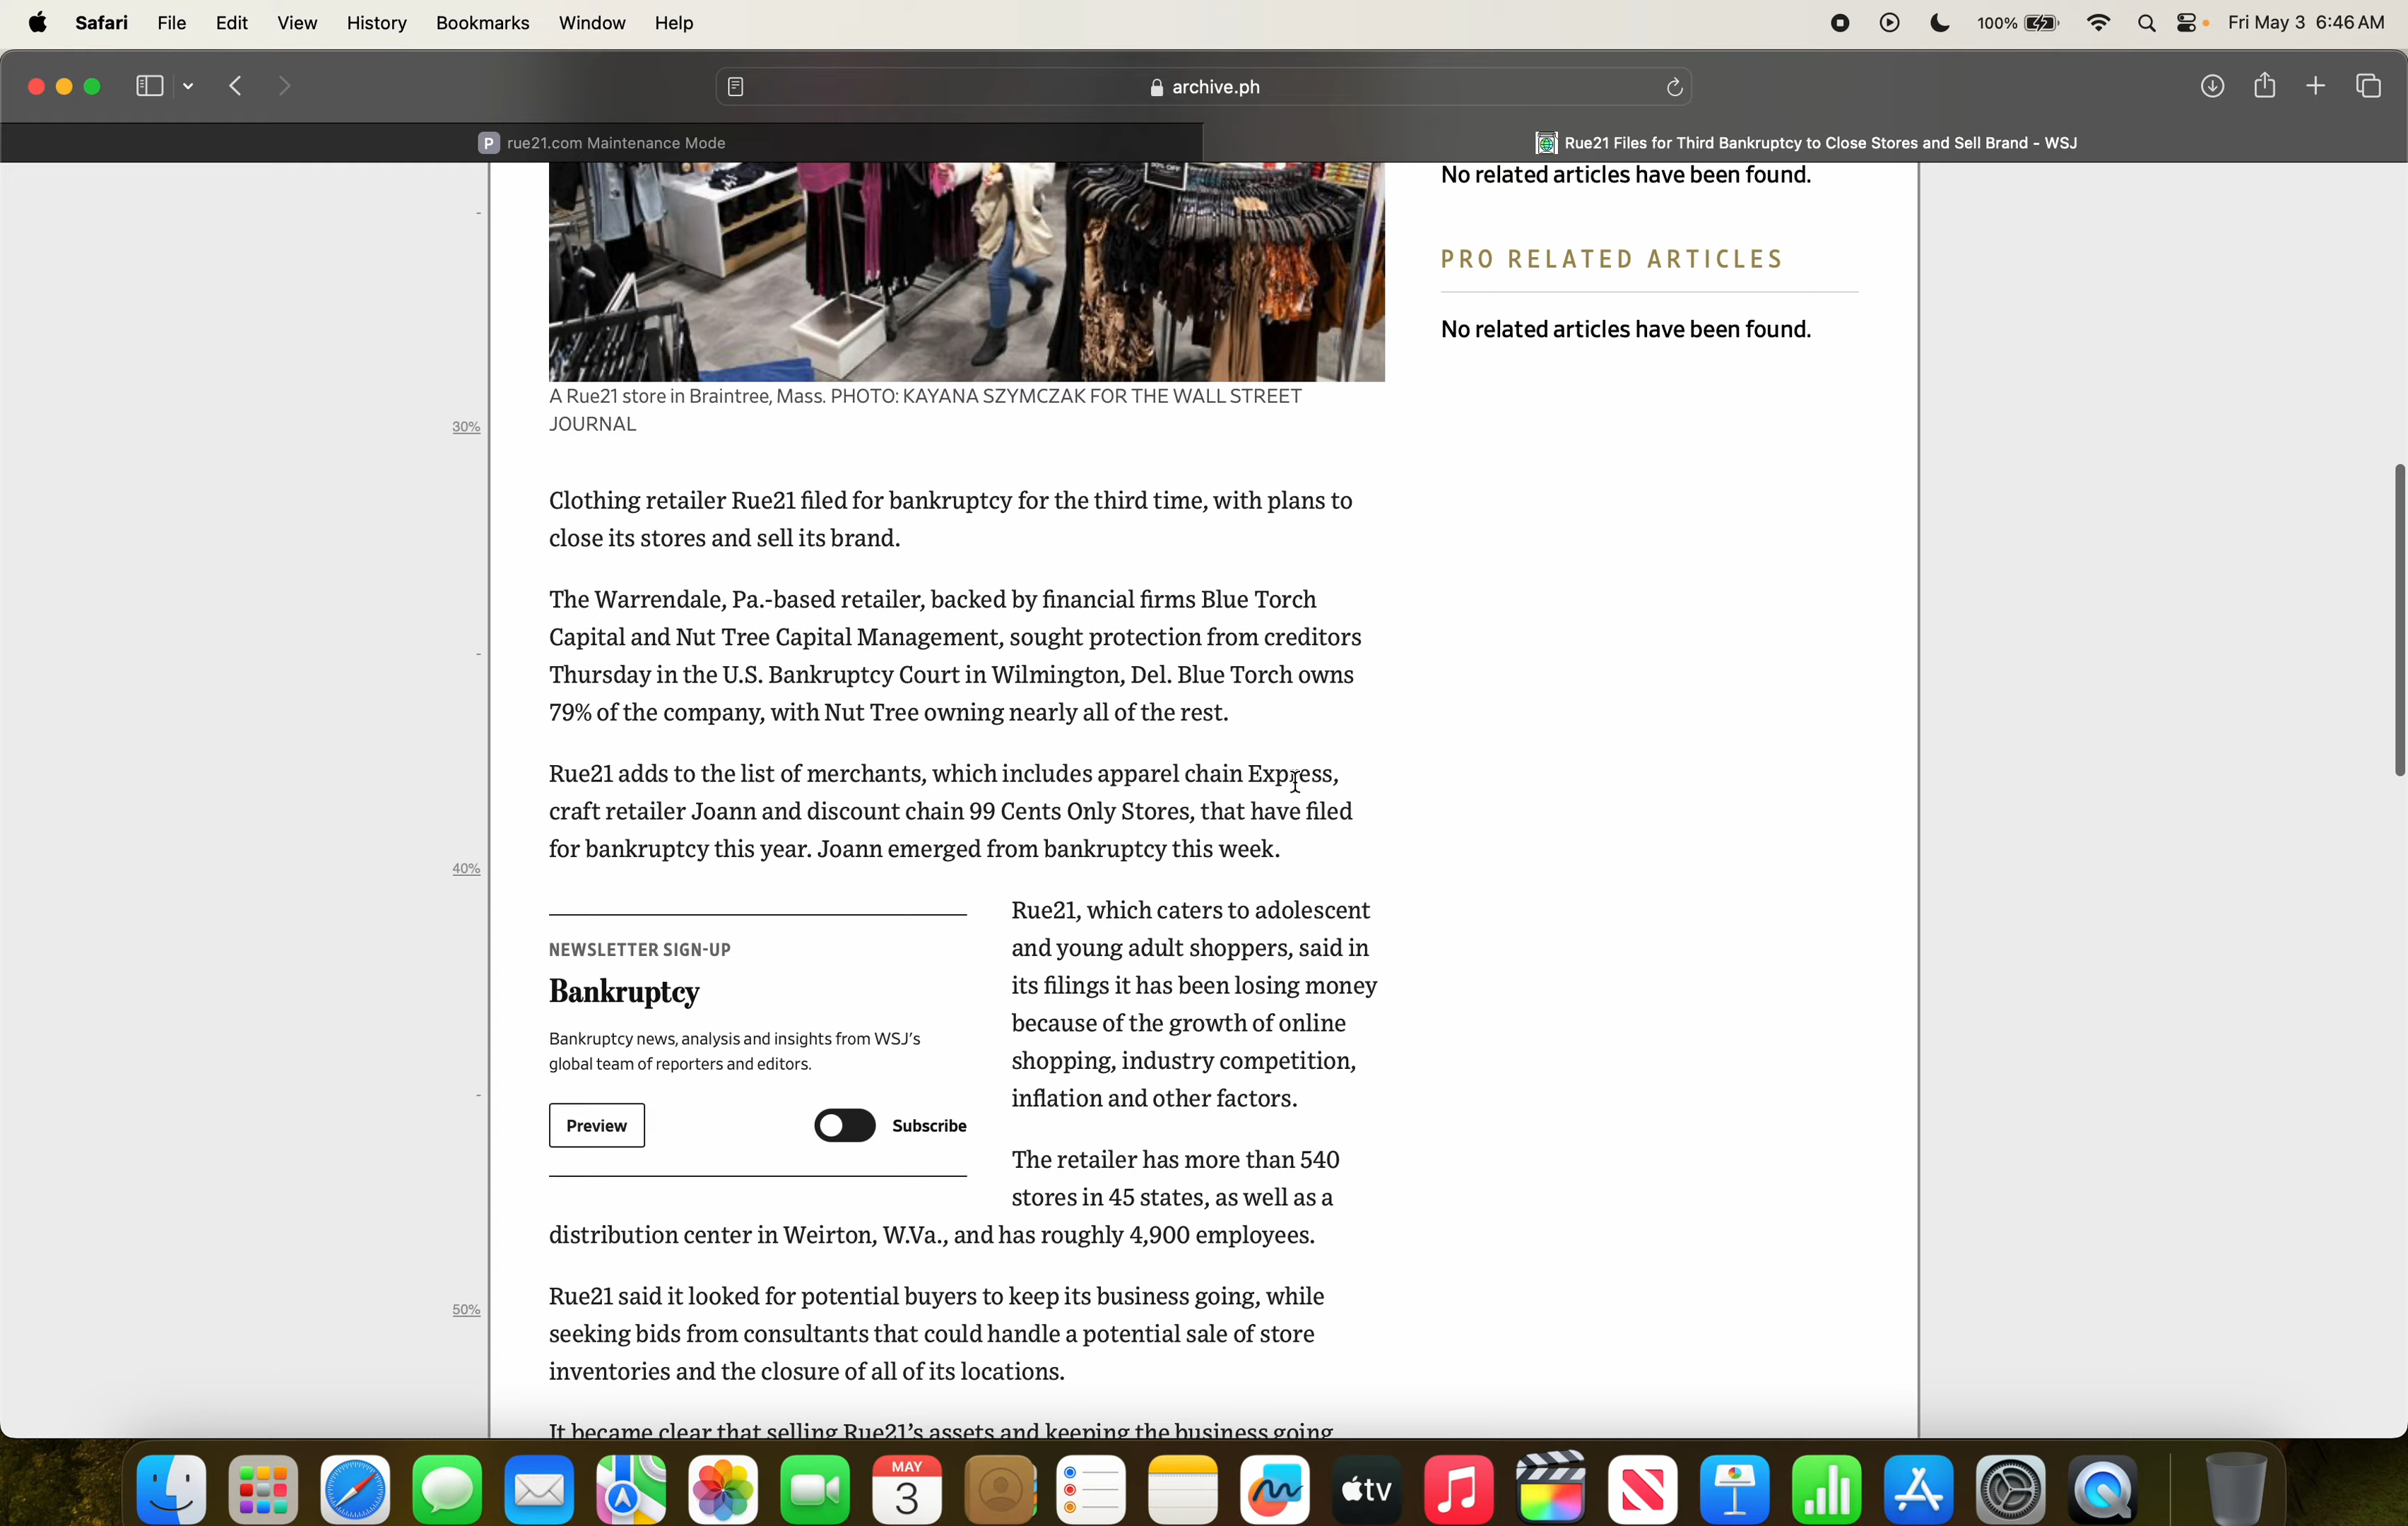 Safari File Edit View History Bookmarks Window Help 100% Fri May 3 6:46 AM
archive.ph
P rue21.com Maintenance Mode
Rue21 Files for Third Bankruptcy to Close Stores and Sell Brand - WSJ
No related articles have been found.
PRO RELATED ARTICLES
No related articles have been found.
A Rue21 store in Braintree, Mass. PHOTO: KAYANA SZYMCZAK FOR THE WALL STREET
JOURNAL
30%
Clothing retailer Rue21 filed for bankruptcy for the third time, with plans to
close its stores and sell its brand.
The Warrendale, Pa.-based retailer, backed by financial firms Blue Torch
Capital and Nut Tree Capital Management, sought protection from creditors
Thursday in the U.S. Bankruptcy Court in Wilmington, Del. Blue Torch owns
79% of the company, with Nut Tree owning nearly all of the rest.
Rue21 adds to the list of merchants, which includes apparel chain Express,
craft retailer Joann and discount chain 99 Cents Only Stores, that have filed
for bankruptcy this year. Joann emerged from bankruptcy this week.
40%
NEWSLETTER SIGN-UP
Bankruptcy
Bankruptcy news, analysis and insights from WSJ's
global team of reporters and editors.
Preview
Subscribe
Rue21, which caters to adolescent
and young adult shoppers, said in
its filings it has been losing money
because of the growth of online
shopping, industry competition,
inflation and other factors.
The retailer has more than 540
stores in 45 states, as well as a
distribution center in Weirton, W.Va., and has roughly 4,900 employees.
50%
Rue21 said it looked for potential buyers to keep its business going, while
seeking bids from consultants that could handle a potential sale of store
inventories and the closure of all of its locations.
It became clear that selling Rue21's assets and keeping the business going
MAY
3
tv